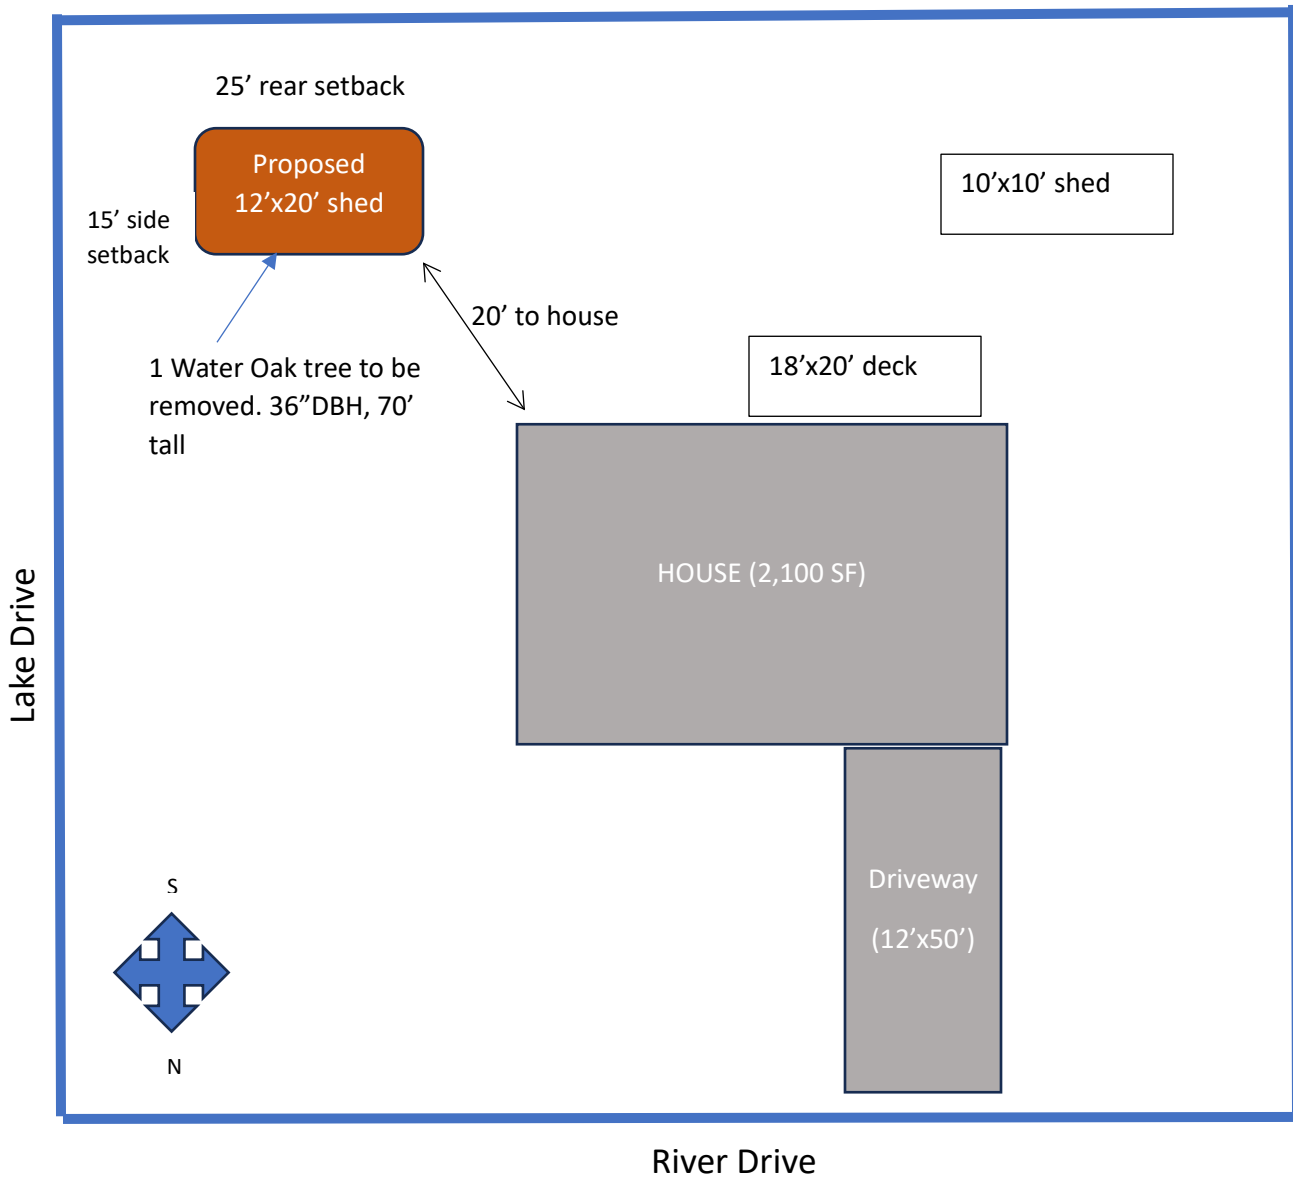 25’ rear setback
Proposed
12’x20’ shed
10’x10’ shed
15’ side
setback
20’ to house
1 Water Oak tree to be
removed. 36”DBH, 70’
tall
18’x20’ deck
HOUSE (2,100 SF)
Lake Drive
Driveway
(12’x50’)
S
N
River Drive